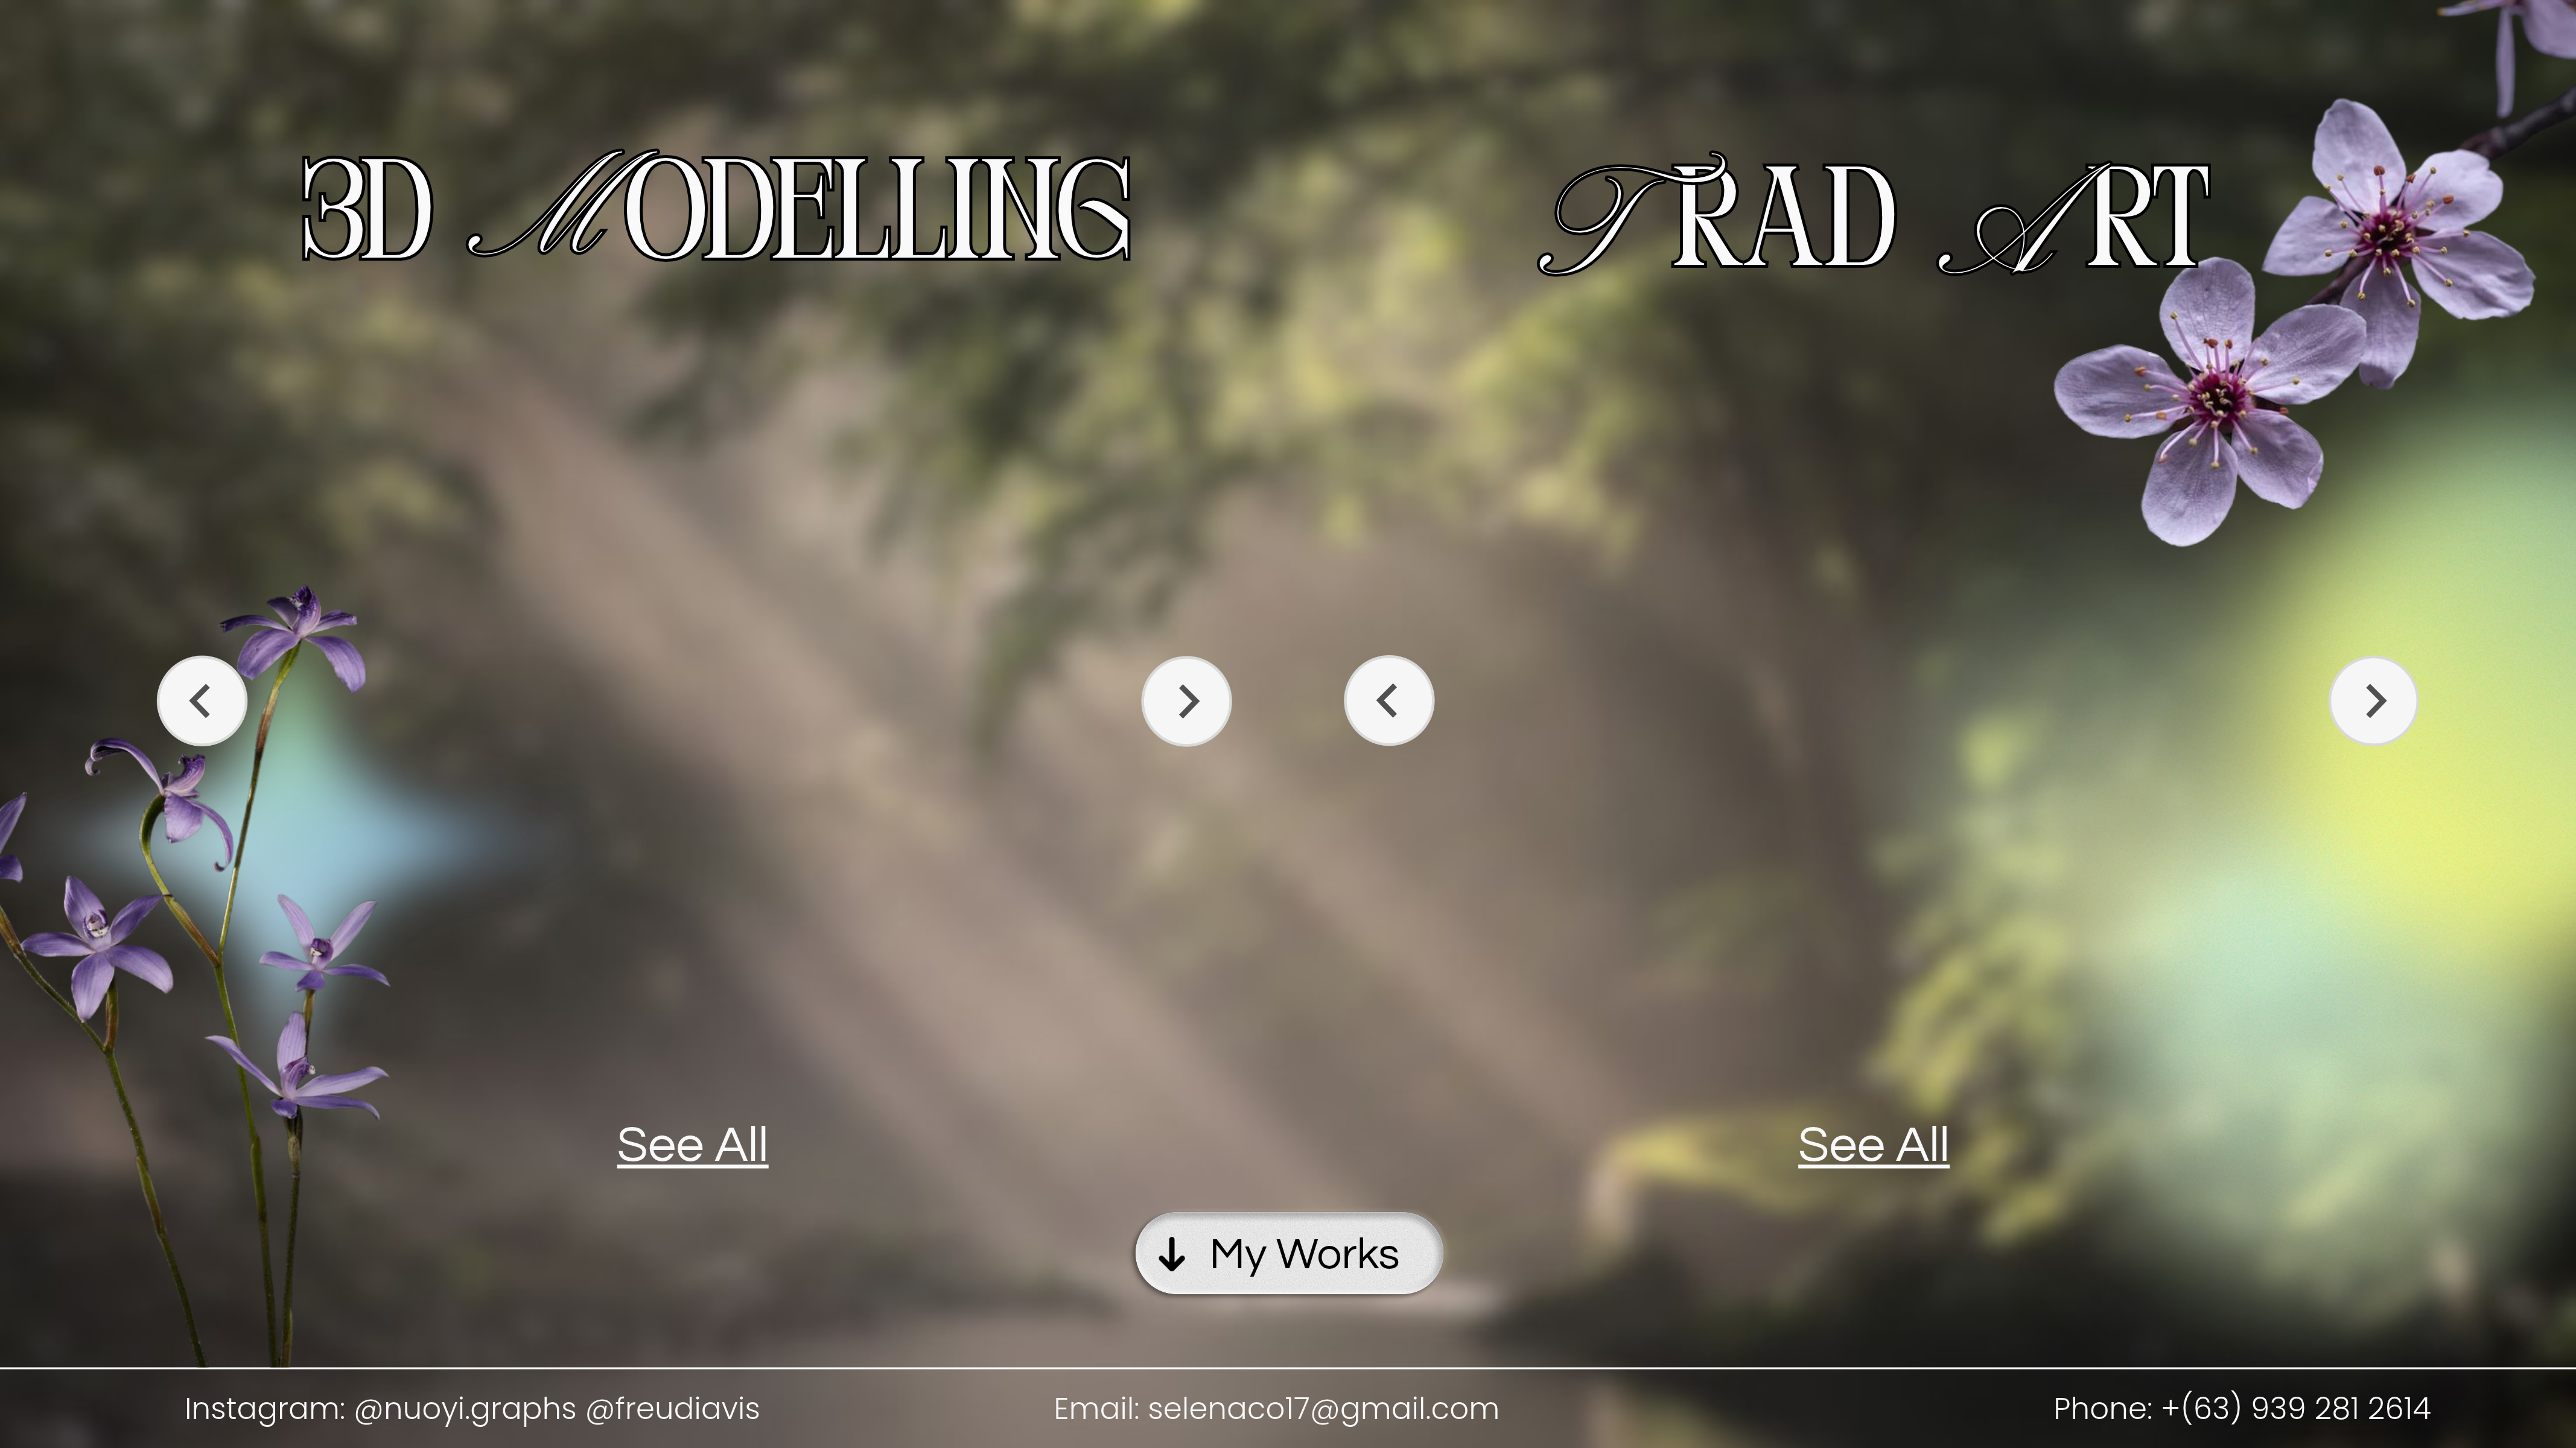 3D MODELLING
TRAD ART
See All
See All
My Works
Instagram: @nuoyi.graphs @freudiavis
Email: selenaco17@gmail.com
Phone: +(63) 939 281 2614